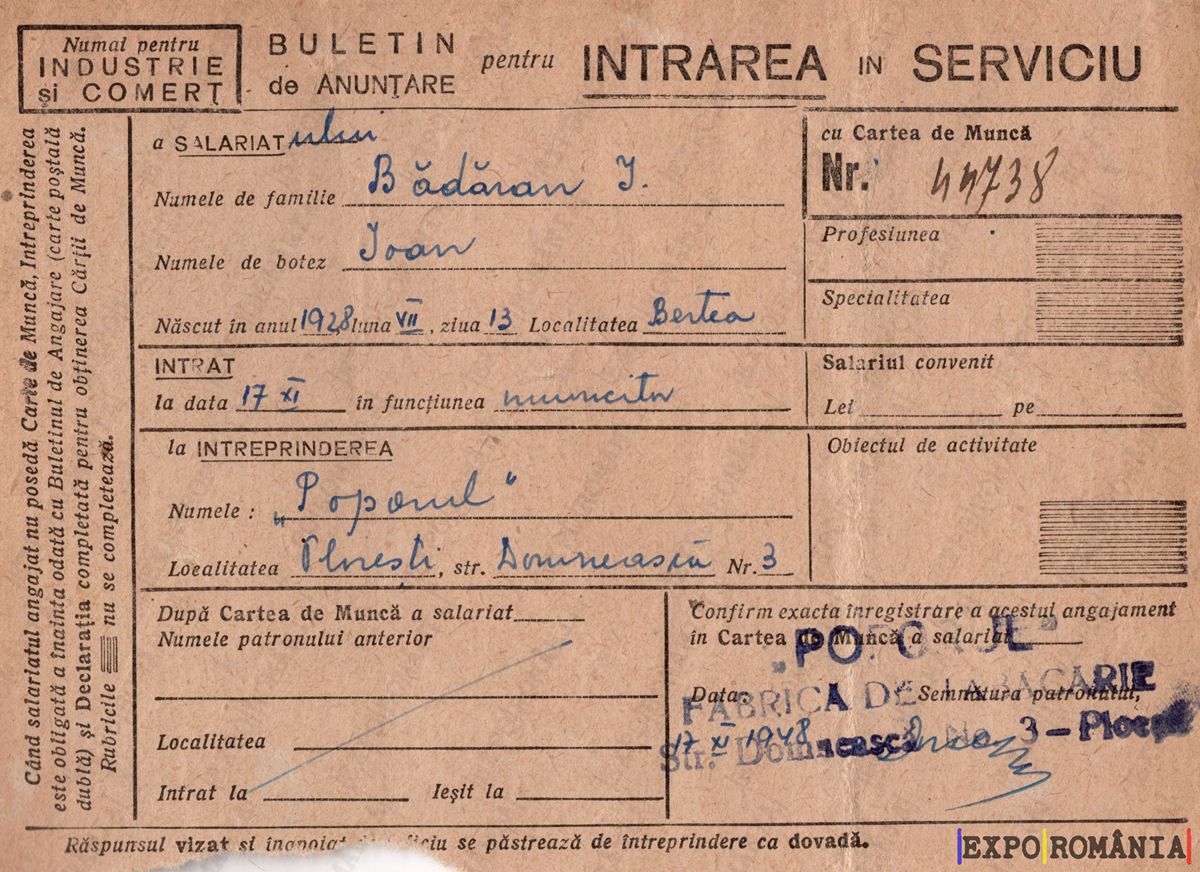 Numai pentru
INDUSTRIE
și COMERȚ
BULETIN
de ANUNȚARE
pentru
INTRAREA IN SERVICIU
Când salariatul angajat nu posedă Carte de Muncă, Intreprinderea
este obligată a înainta odată cu Buletinul de Angajare (carte poștală
dublă) și Declarația completată pentru obținerea Cărții de Muncă.
Rubricile nu se completează.
a SALARIATului
Numele de familie Bădăran I.
Numele de botez Ioan
Născut în anul 1928 luna VII, ziua 13 Localitatea Bertea
cu Cartea de Muncă
Nr. 44738
Profesiunea
Specialitatea
INTRAT
la data 17 XI în funcțiunea muncitor
Salariul convenit
Lei pe
la INTREPRINDEREA
Numele: „Poporul"
Localitatea Ploești, str. Domnească Nr. 3
Obiectul de activitate
După Cartea de Muncă a salariat
Numele patronului anterior
Localitatea
Intrat la Ieșit la
Confirm exacta înregistrare a acestui angajament
în Cartea de Muncă a salariat
Data, Semnătura patronului,
17 XI 1948
„POPORUL"
FABRICA DE TABACARIE
Str. Domnească No. 3 – Ploești
Răspunsul vizat și înapoiat oficiu se păstrează de întreprindere ca dovadă.
EXPO ROMÂNIA